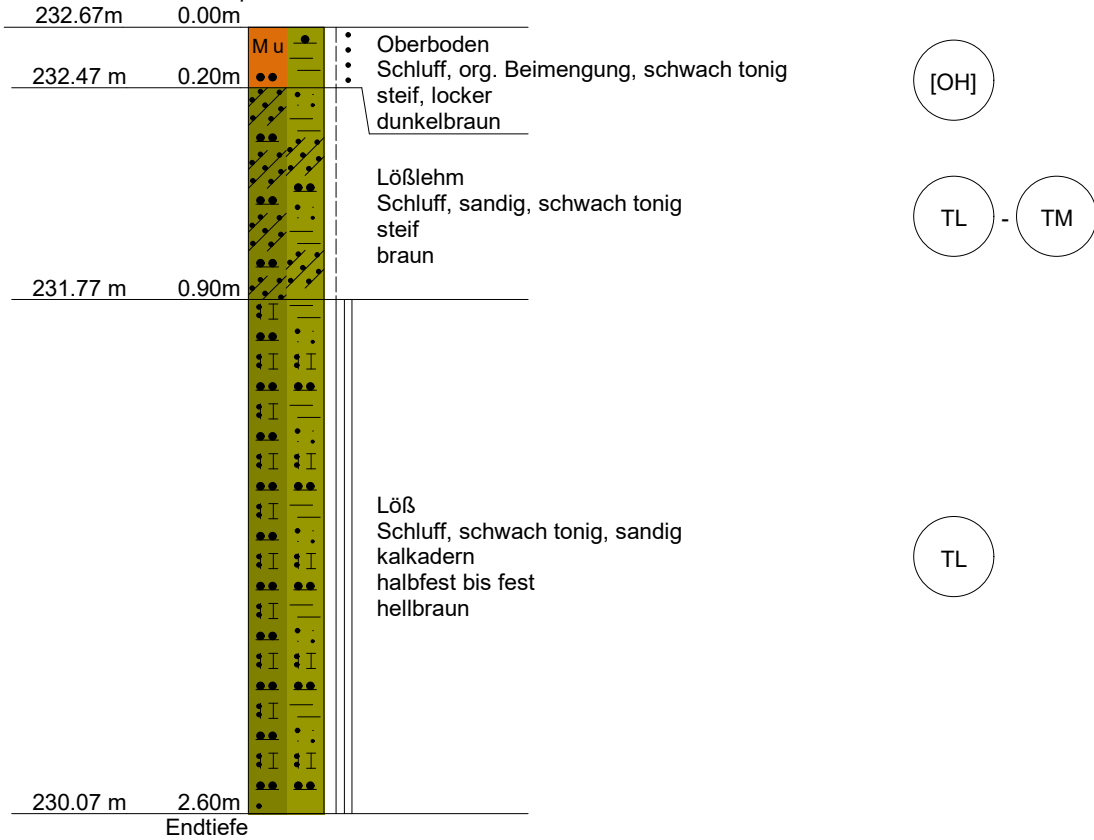 232.67m 0.00m
M u
Oberboden
Schluff, org. Beimengung, schwach tonig
steif, locker
dunkelbraun
[OH]
232.47 m 0.20m
Lößlehm
Schluff, sandig, schwach tonig
steif
braun
TL - TM
231.77 m 0.90m
Löß
Schluff, schwach tonig, sandig
kalkadern
halbfest bis fest
hellbraun
TL
230.07 m 2.60m
Endtiefe